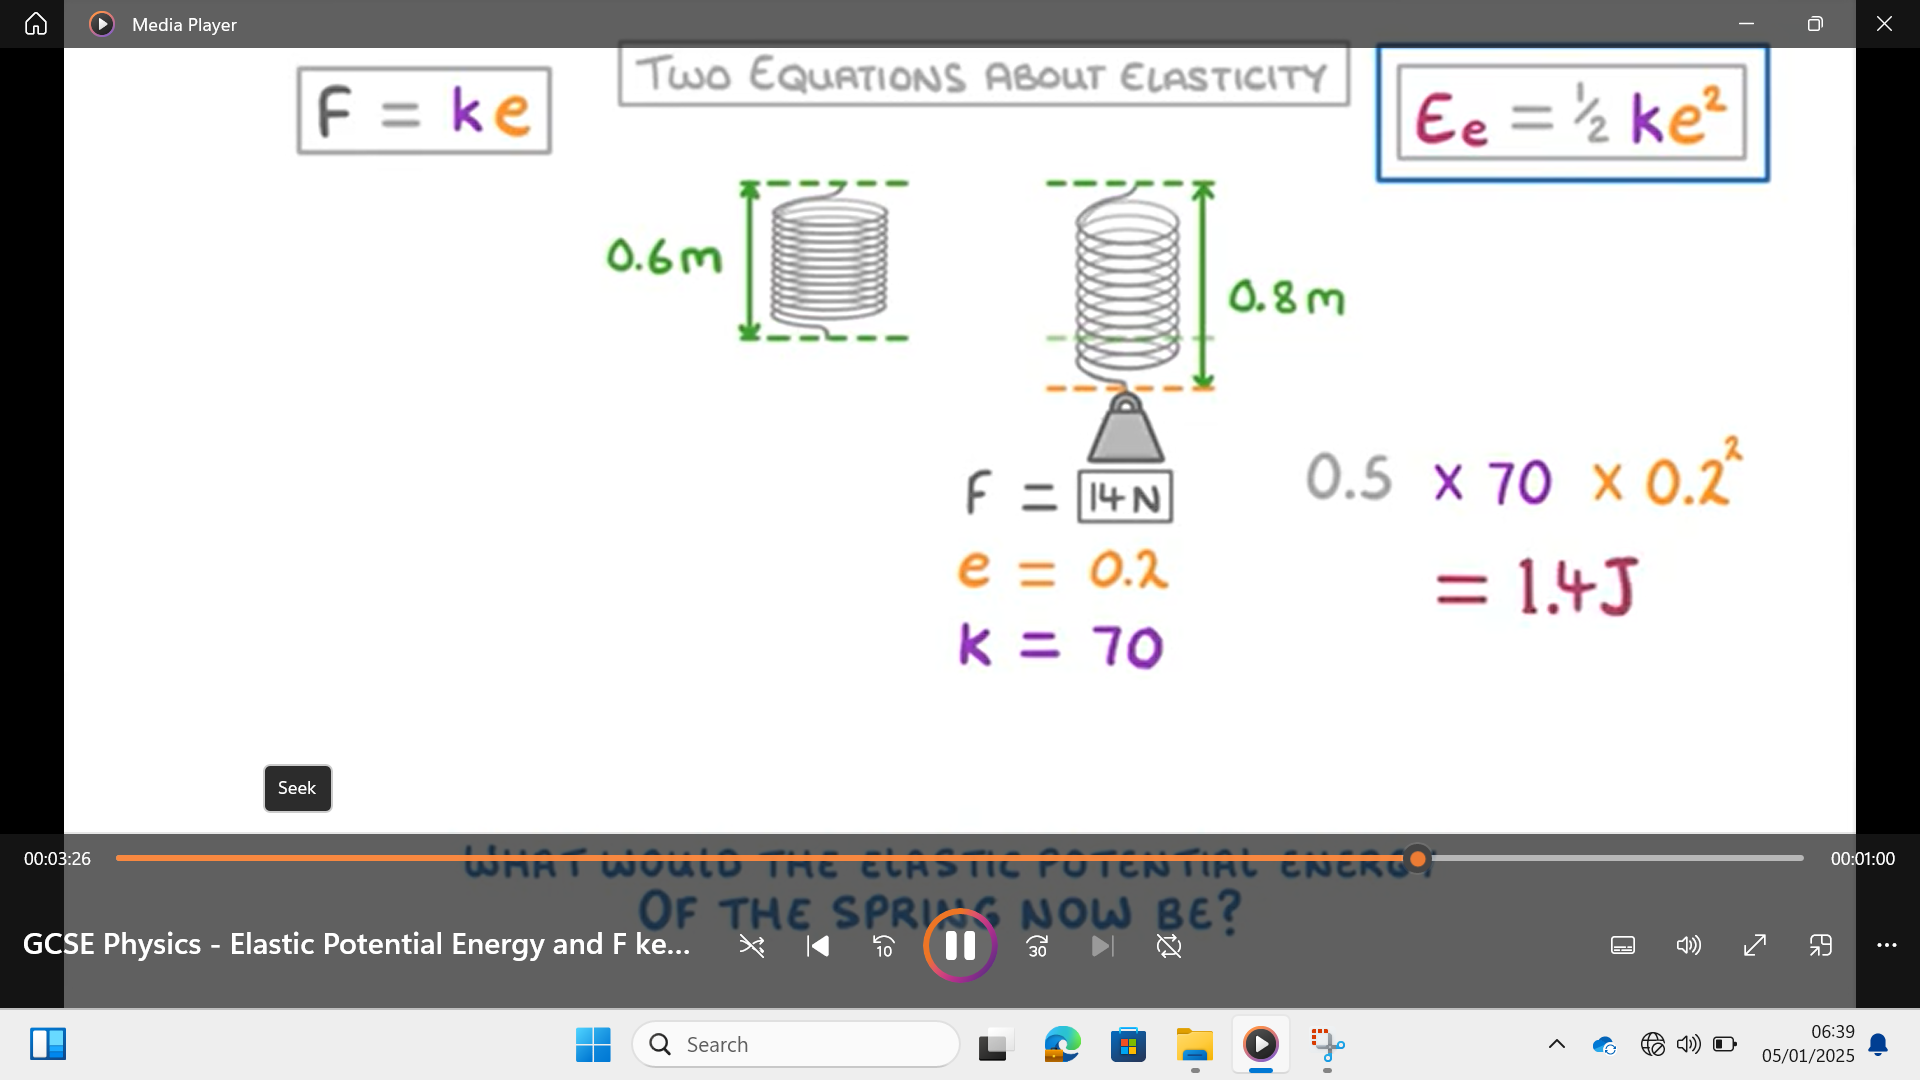 Media Player
TWO EQUATIONS ABOUT ELASTICITY
F = ke
Ee = ½ ke²
0.6m
0.8m
F = 14N
0.5 x 70 x 0.2²
e = 0.2
= 1.4J
k = 70
Seek
00:03:26
00:01:00
WHAT WOULD THE ELASTIC POTENTIAL ENERGY
OF THE SPRING NOW BE?
GCSE Physics - Elastic Potential Energy and F ke...
10
30
Search
06:39
05/01/2025